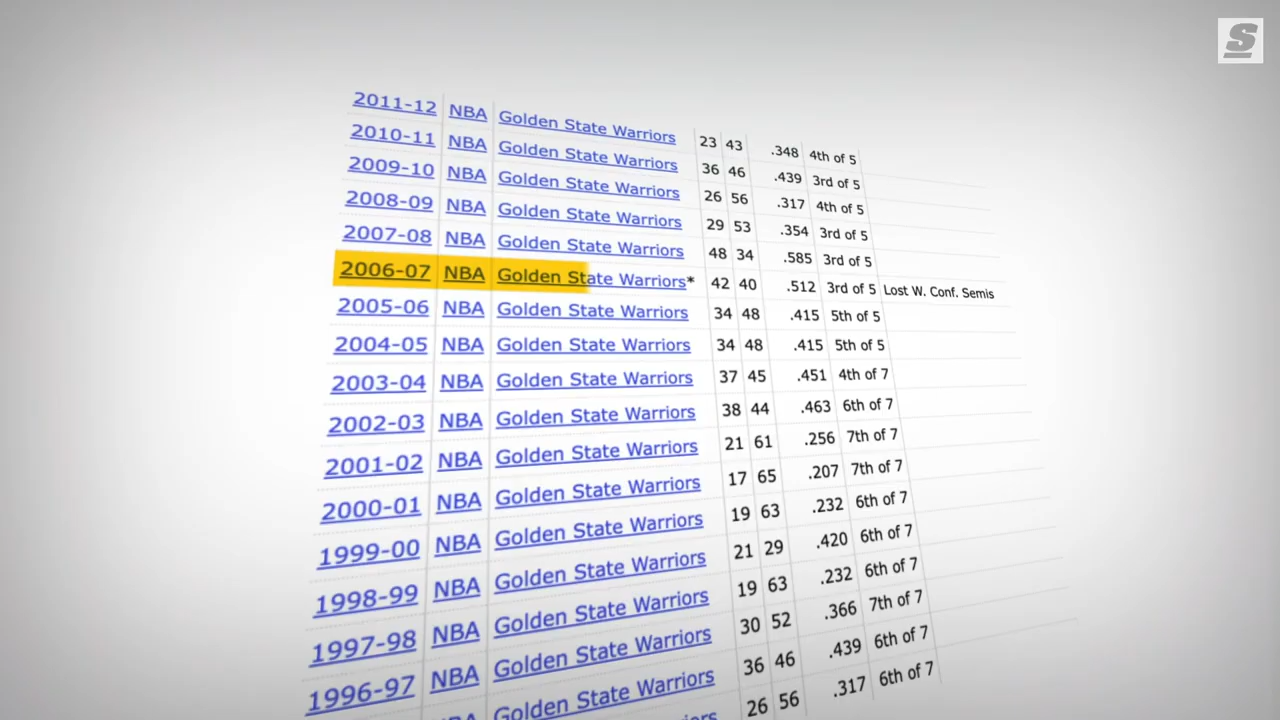 S
2011-12 NBA Golden State Warriors 23 43 .348 4th of 5
2010-11 NBA Golden State Warriors 36 46 .439 3rd of 5
2009-10 NBA Golden State Warriors 26 56 .317 4th of 5
2008-09 NBA Golden State Warriors 29 53 .354 3rd of 5
2007-08 NBA Golden State Warriors 48 34 .585 3rd of 5
2006-07 NBA Golden State Warriors* 42 40 .512 3rd of 5 Lost W. Conf. Semis
2005-06 NBA Golden State Warriors 34 48 .415 5th of 5
2004-05 NBA Golden State Warriors 34 48 .415 5th of 5
2003-04 NBA Golden State Warriors 37 45 .451 4th of 7
2002-03 NBA Golden State Warriors 38 44 .463 6th of 7
2001-02 NBA Golden State Warriors 21 61 .256 7th of 7
2000-01 NBA Golden State Warriors 17 65 .207 7th of 7
1999-00 NBA Golden State Warriors 19 63 .232 6th of 7
1998-99 NBA Golden State Warriors 21 29 .420 6th of 7
1997-98 NBA Golden State Warriors 19 63 .232 6th of 7
1996-97 NBA Golden State Warriors 30 52 .366 7th of 7
Golden State Warriors 36 46 .439 6th of 7
26 56 .317 6th of 7